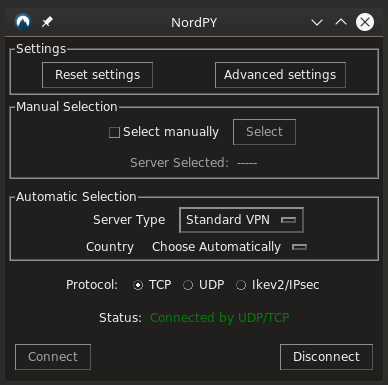 NordPY
Settings
Reset settings Advanced settings
Manual Selection
Select manually Select
Server Selected: -----
Automatic Selection
Server Type Standard VPN
Country Choose Automatically
Protocol: TCP UDP Ikev2/IPsec
Status: Connected by UDP/TCP
Connect Disconnect